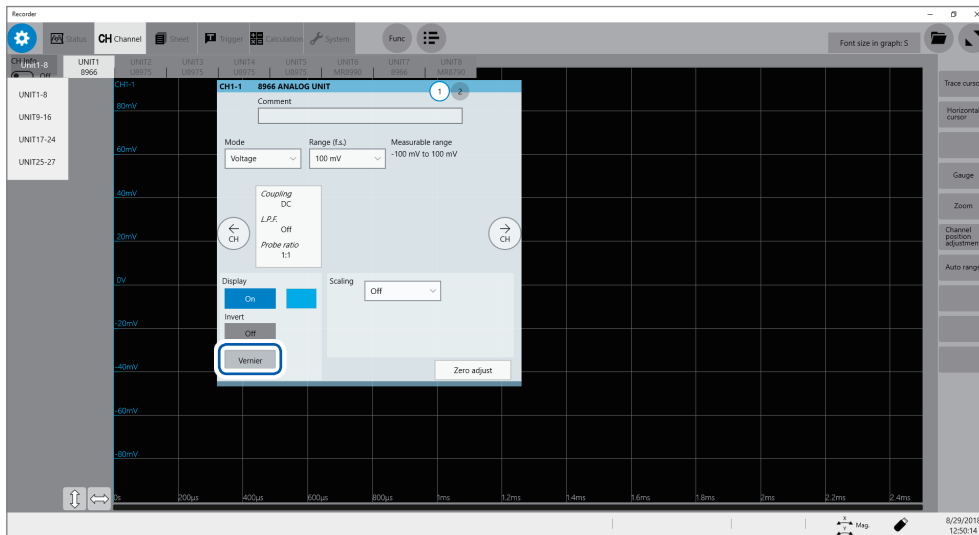 Recorder
Status
CH Channel
Sheet
Trigger
Calculation
System
Func
Font size in graph: S
CH Info
Unit1-8
Off
UNIT1 UNIT2 UNIT3 UNIT4 UNIT5 UNIT6 UNIT7 UNIT8
8966 U8975 U8975 U8975 U8975 MR8990 8966 MR8790
UNIT1-8
UNIT9-16
UNIT17-24
UNIT25-27
CH1-1
80mV
60mV
40mV
20mV
0V
-20mV
-40mV
-60mV
-80mV
CH1-1 8966 ANALOG UNIT
1 2
Comment
Mode Range (f.s.) Measurable range
Voltage 100 mV -100 mV to 100 mV
Coupling
DC
L.P.F.
Off
Probe ratio
1:1
CH
CH
Display
On
Invert
Off
Vernier
Scaling
Off
Zero adjust
Trace curso
Horizonta
cursor
Gauge
Zoom
Channel
position
adjustmen
Auto range
0s 200µs 400µs 600µs 800µs 1ms 1.2ms 1.4ms 1.6ms 1.8ms 2ms 2.2ms 2.4ms
X
Y
Mag.
8/29/2018
12:50:14